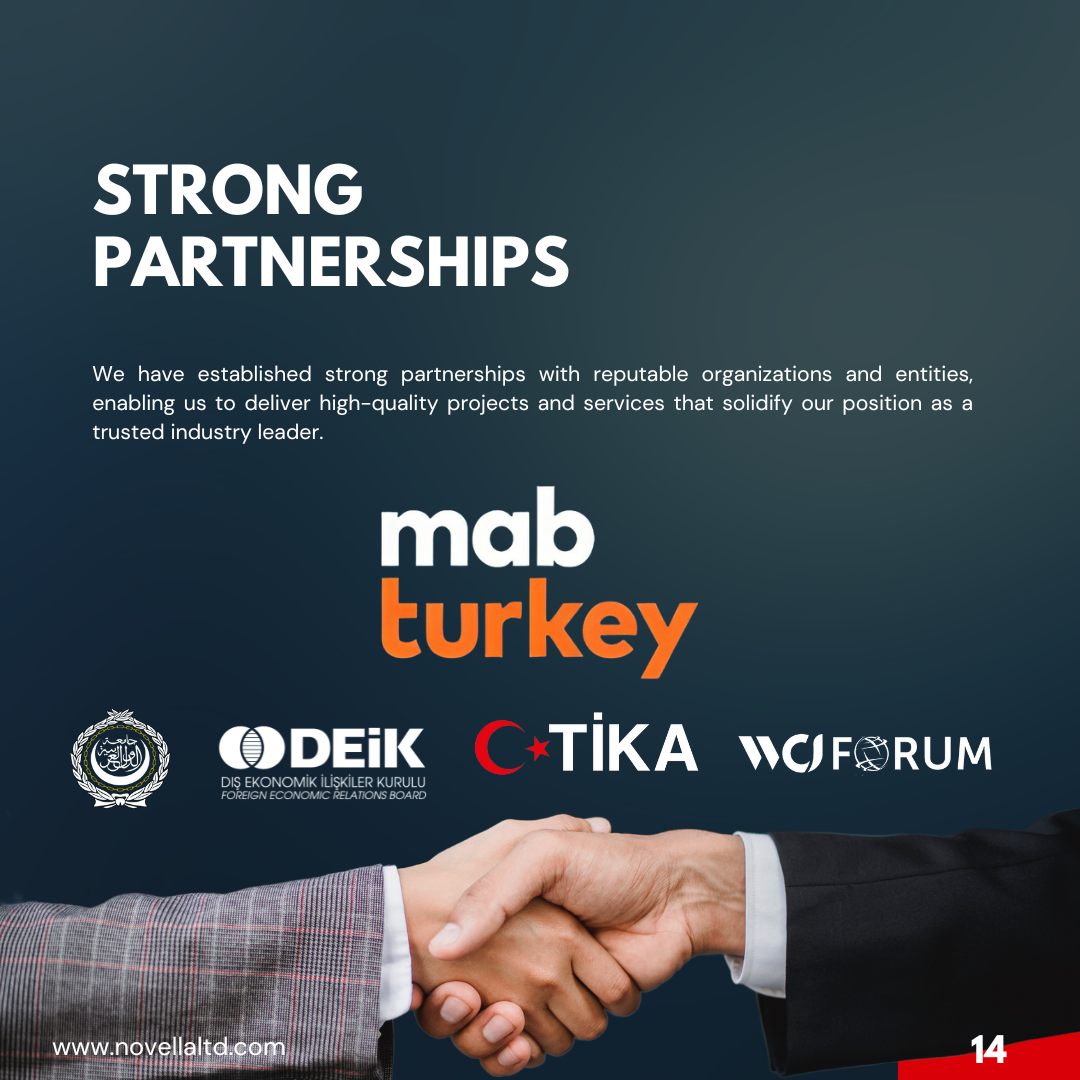 STRONG
PARTNERSHIPS
We have established strong partnerships with reputable organizations and entities,
enabling us to deliver high-quality projects and services that solidify our position as a
trusted industry leader.
mab
turkey
جامعة
الدول العربية
DEiK
DIŞ EKONOMİK İLİŞKİLER KURULU
FOREIGN ECONOMIC RELATIONS BOARD
TİKA
WCJ FORUM
www.novellaltd.com
14